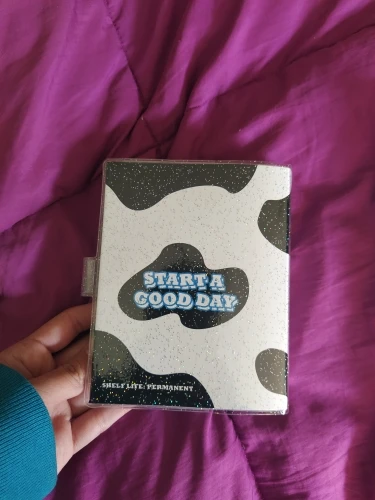 START A
GOOD DAY
SHELF LIFE: PERMANENT